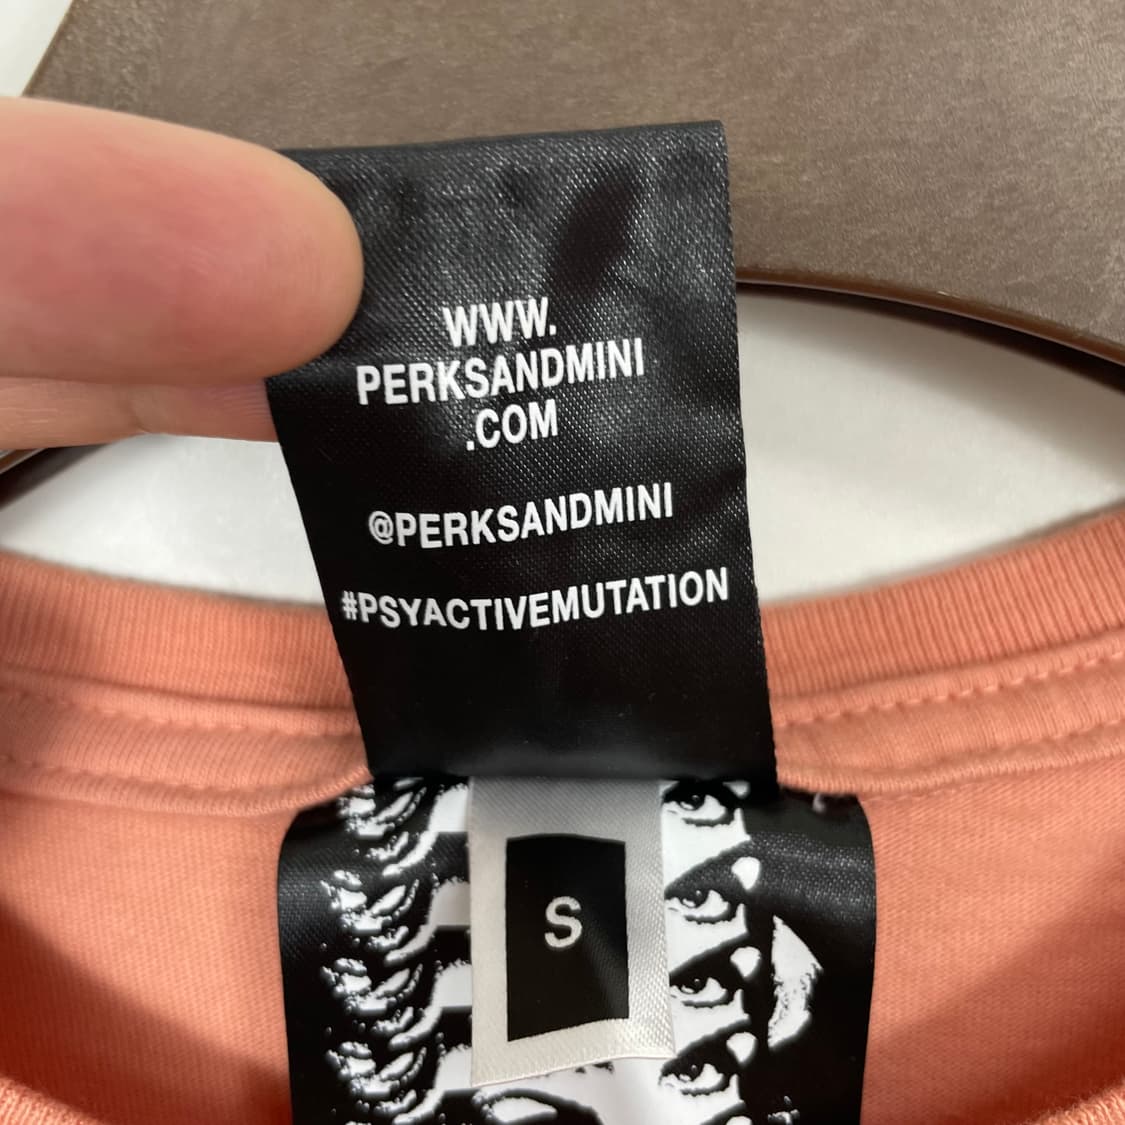 WWW.
PERKSANDMINI
.COM
@PERKSANDMINI
#PSYACTIVEMUTATION
S